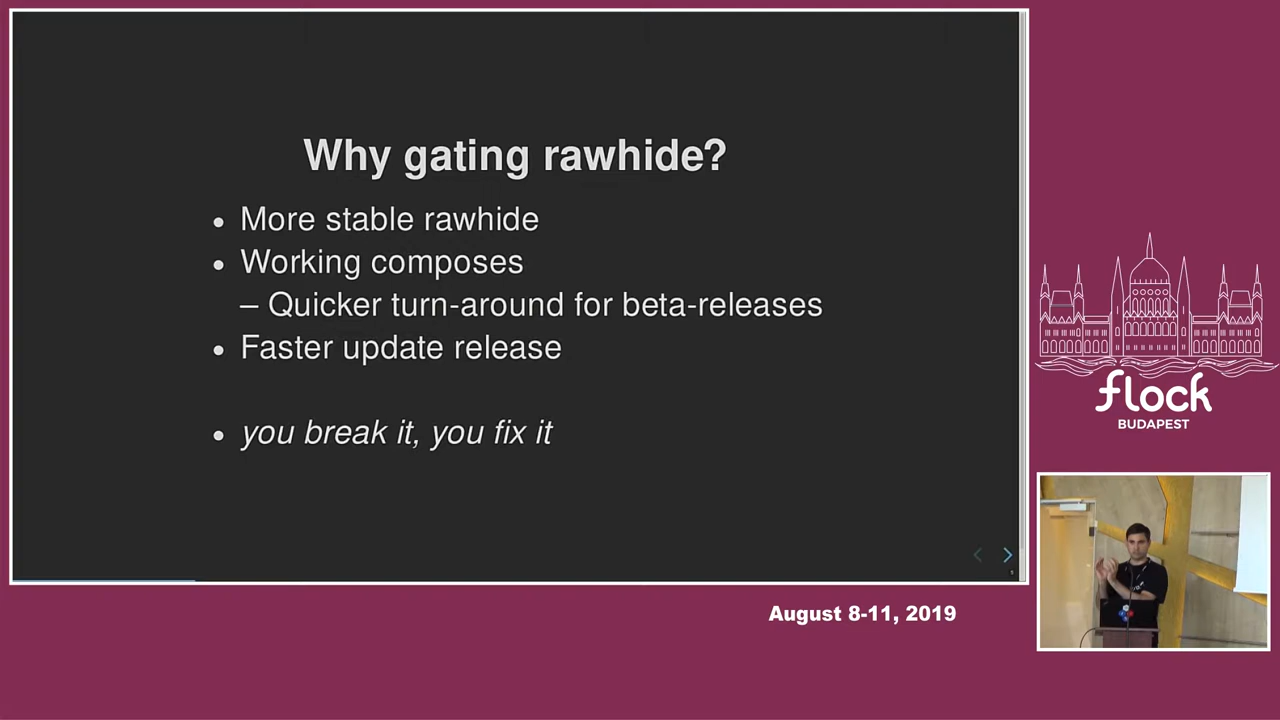 Why gating rawhide?
• More stable rawhide
• Working composes
– Quicker turn-around for beta-releases
• Faster update release
• you break it, you fix it
flock
BUDAPEST
August 8-11, 2019